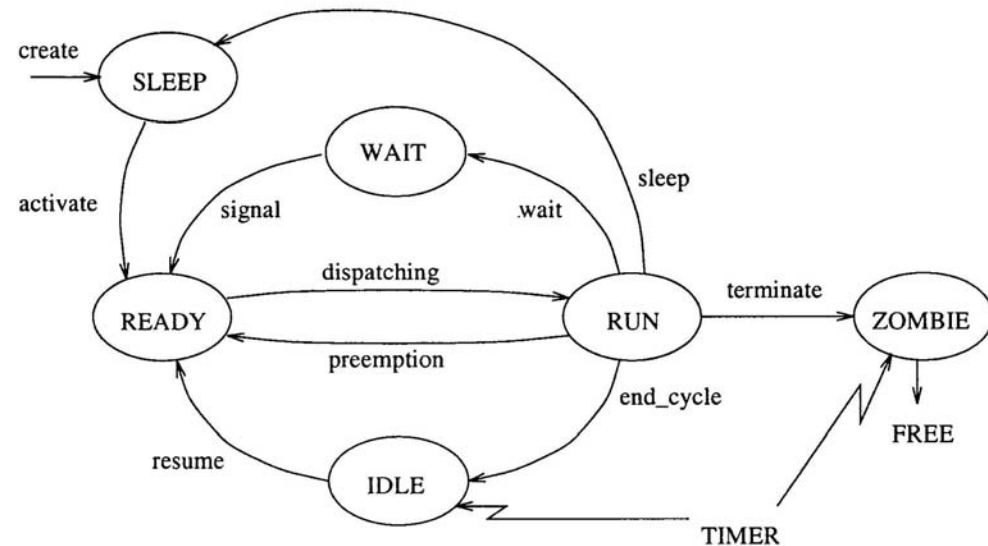 create
SLEEP
WAIT
sleep
activate
signal
.wait
dispatching
terminate
READY
RUN
ZOMBIE
preemption
end_cycle
FREE
resume
IDLE
TIMER